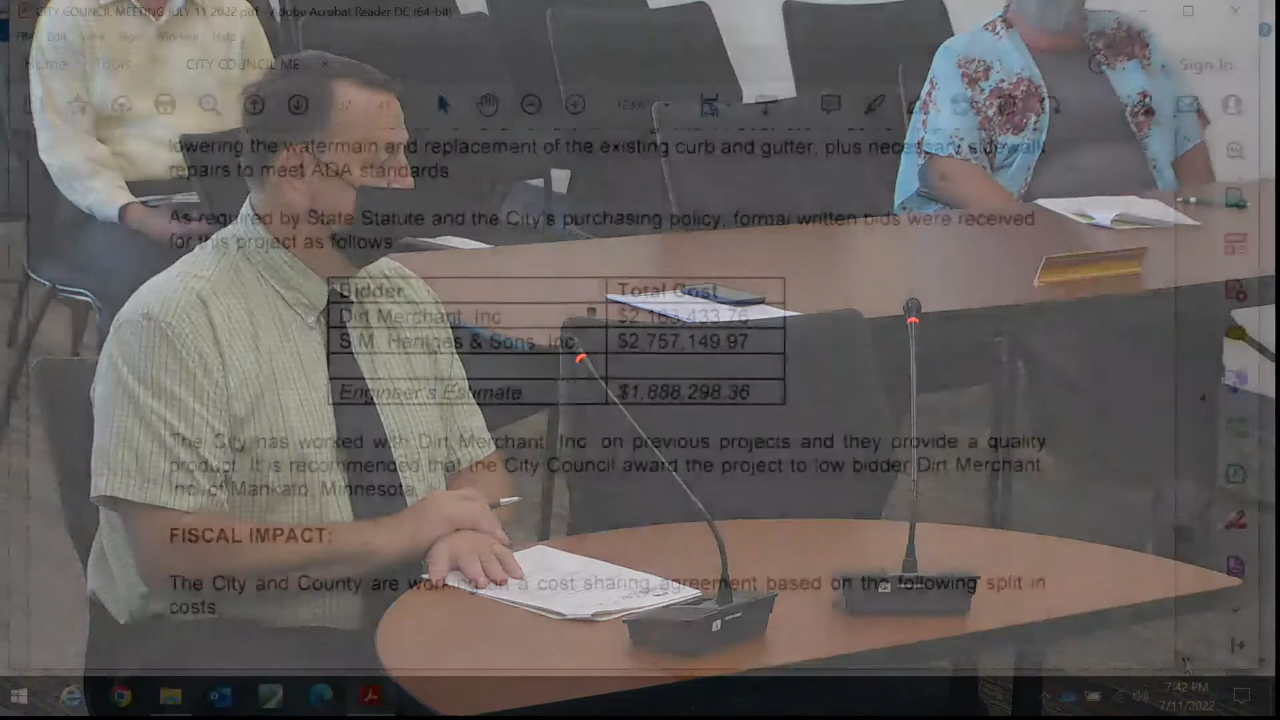 CITY COUNCIL MEETING JULY 11 2022.pdf - Adobe Acrobat Reader DC (64-bit)
File Edit View Sign Window Help
Home Tools CITY COUNCIL ME... × Sign In
lowering the watermain and replacement of the existing curb and gutter, plus necessary sidewalk
repairs to meet ADA standards
As required by State Statute and the City's purchasing policy, formal written bids were received
for this project as follows
Bidder Total Cost
Dirt Merchant, Inc
S.M. Hentges & Sons, Inc. $2,757,149.97
Engineer's Estimate $1,888,298.36
The City has worked with Dirt Merchant, Inc on previous projects and they provide a quality
product. It is recommended that the City Council award the project to low bidder Dirt Merchant,
Inc. of Mankato, Minnesota.
FISCAL IMPACT:
The City and County are working on a cost sharing agreement based on the following split in
costs.
7:42 PM
7/11/2022